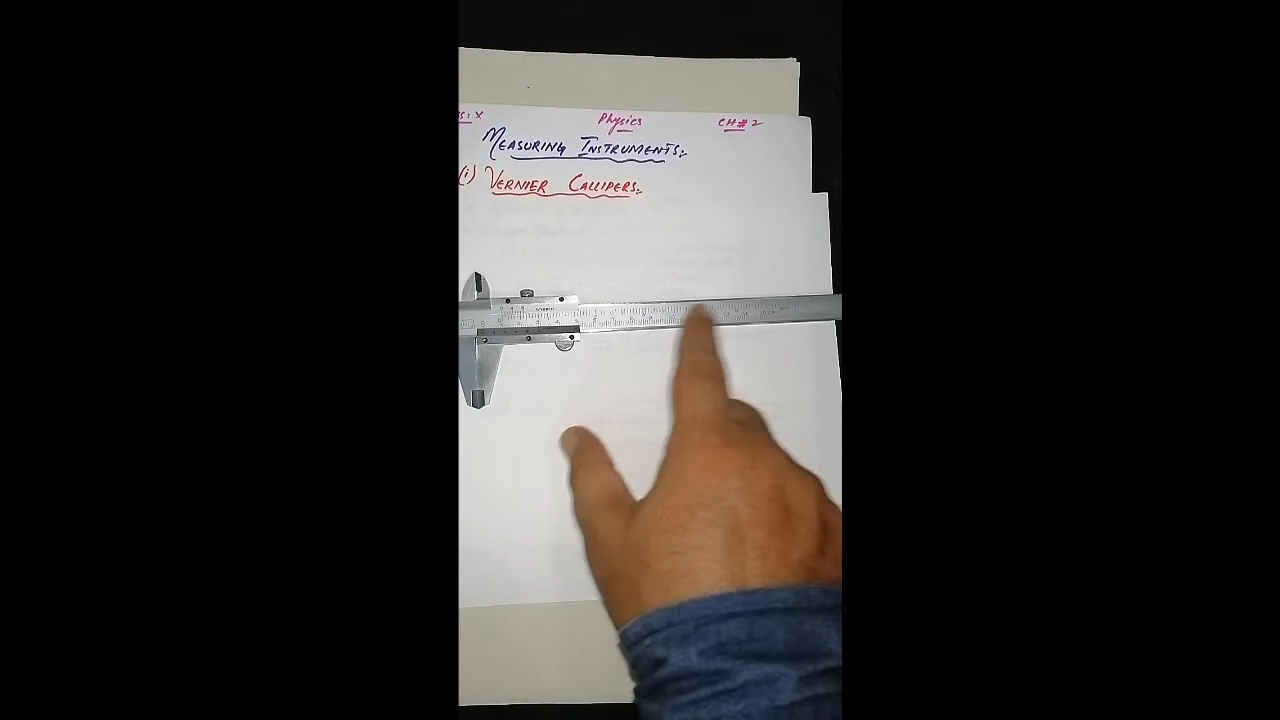 Physics CH # 2
MEASURING INSTRUMENTS:
(i) VERNIER CALLIPERS: